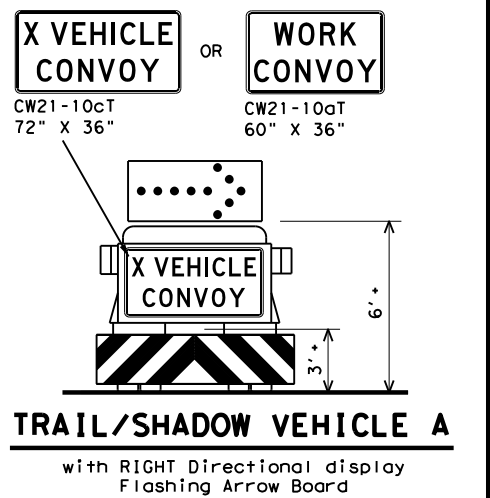 X VEHICLE
CONVOY
OR
WORK
CONVOY
CW21-10cT
72" X 36"
CW21-10aT
60" X 36"
X VEHICLE
CONVOY
6' +
3' +
TRAIL/SHADOW VEHICLE A
with RIGHT Directional display
Flashing Arrow Board